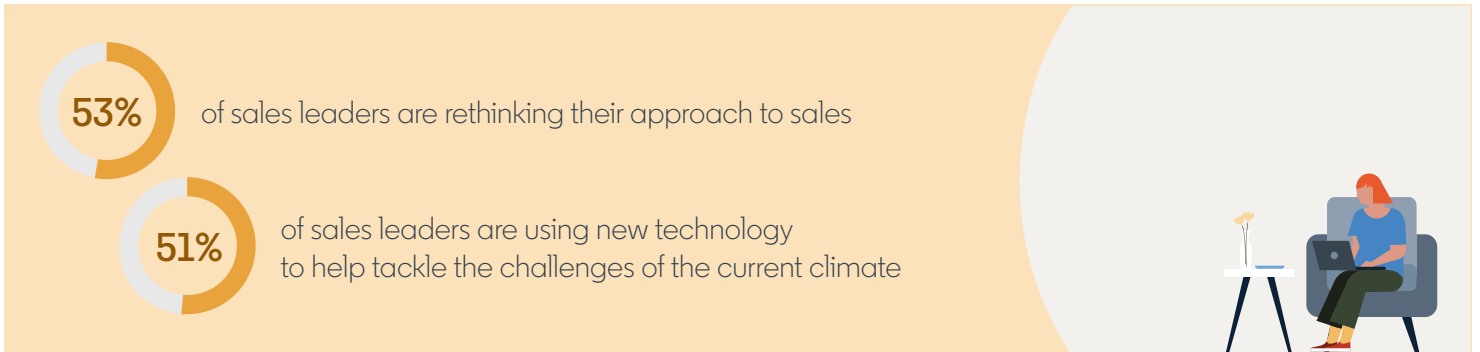 53%
of sales leaders are rethinking their approach to sales
51%
of sales leaders are using new technology
to help tackle the challenges of the current climate